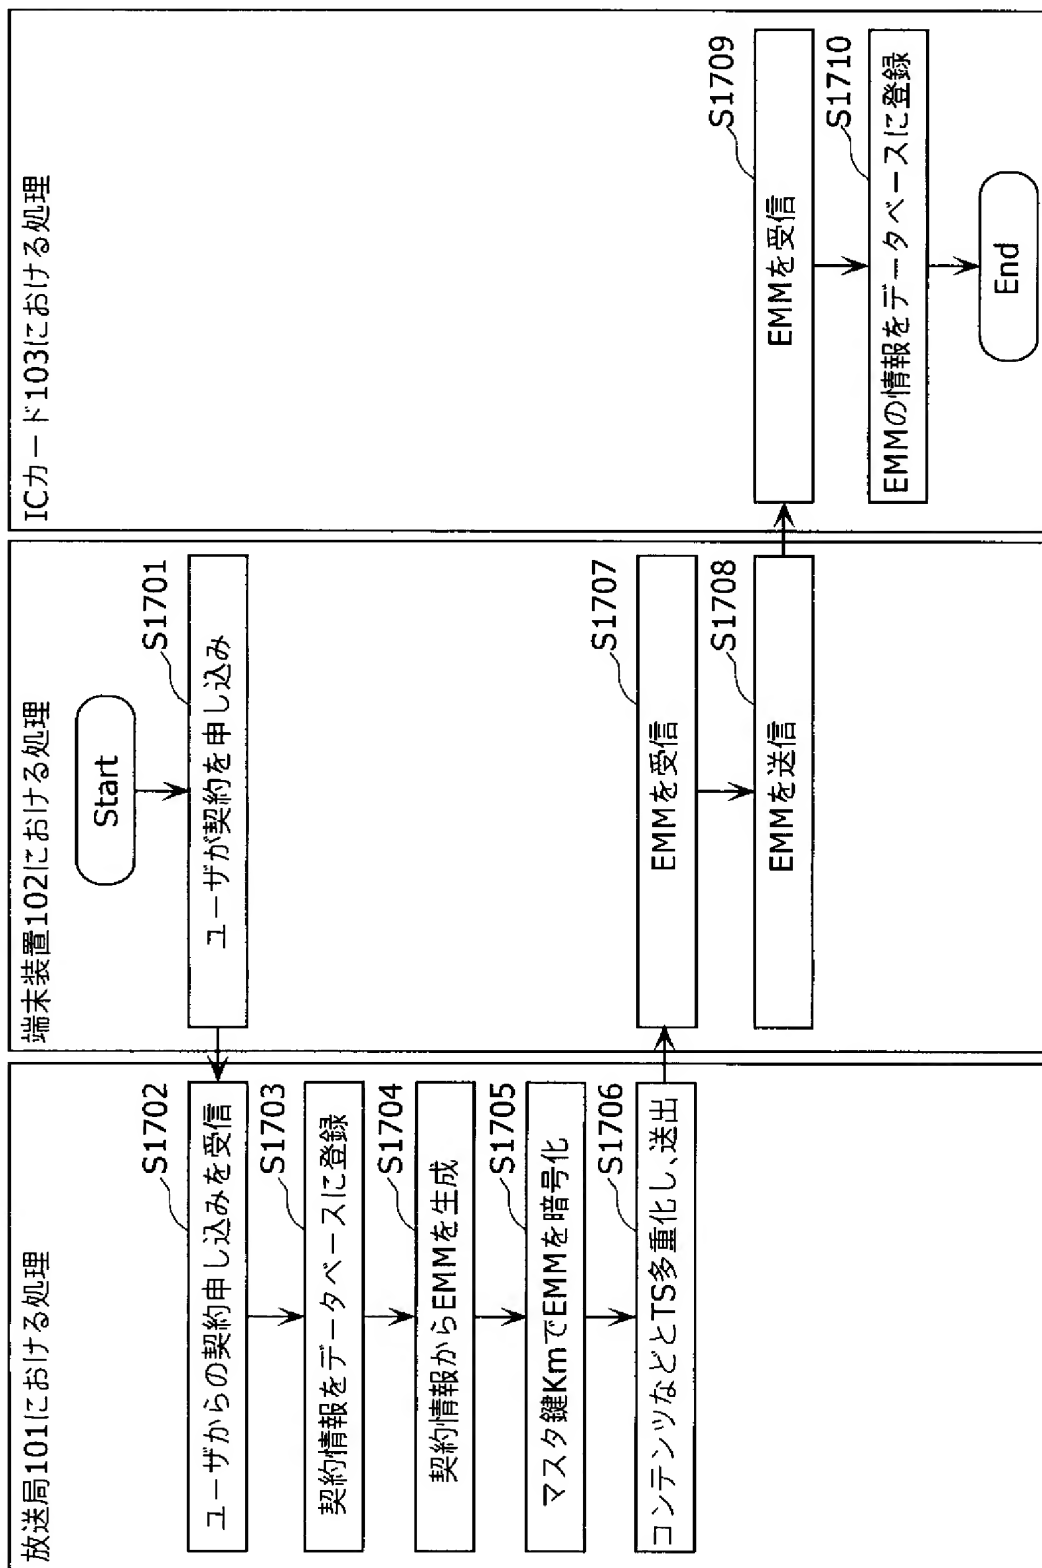 放送局101における処理
ユーザからの契約申し込みを受信
S1702
契約情報をデータベースに登録
S1703
契約情報からEMMを生成
S1704
マスタ鍵KmでEMMを暗号化
S1705
コンテンツなどとTS多重化し、送出
S1706
端末装置102における処理
Start
ユーザが契約を申し込み
S1701
EMMを受信
S1707
EMMを送信
S1708
ICカード103における処理
EMMを受信
S1709
EMMの情報をデータベースに登録
S1710
End